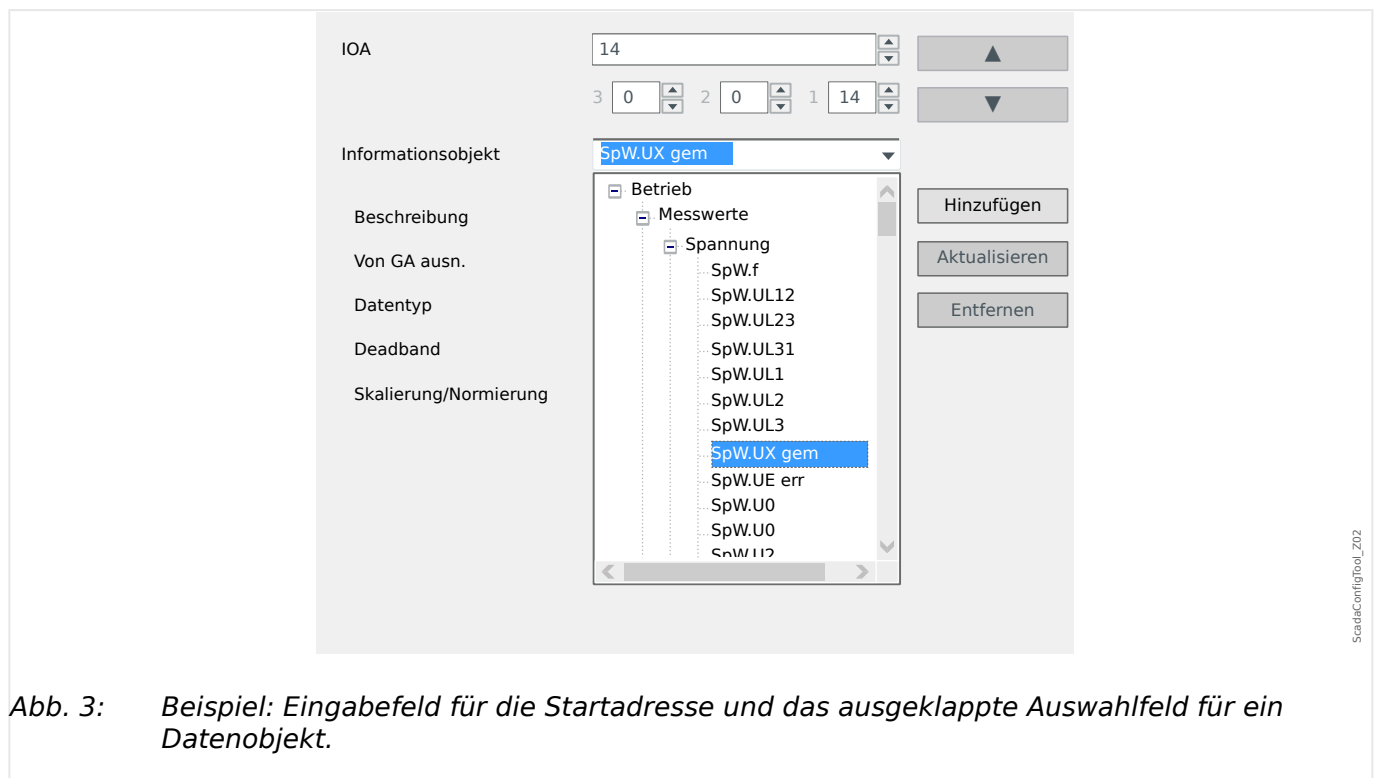 IOA
14
3 0 2 0 1 14
Informationsobjekt
SpW.UX gem
Betrieb
Messwerte
Spannung
SpW.f
SpW.UL12
SpW.UL23
SpW.UL31
SpW.UL1
SpW.UL2
SpW.UL3
SpW.UX gem
SpW.UE err
SpW.U0
SpW.U0
SpW.U2
Beschreibung
Von GA ausn.
Datentyp
Deadband
Skalierung/Normierung
Hinzufügen
Aktualisieren
Entfernen
ScadaConfigTool_Z02
Abb. 3: Beispiel: Eingabefeld für die Startadresse und das ausgeklappte Auswahlfeld für ein
Datenobjekt.